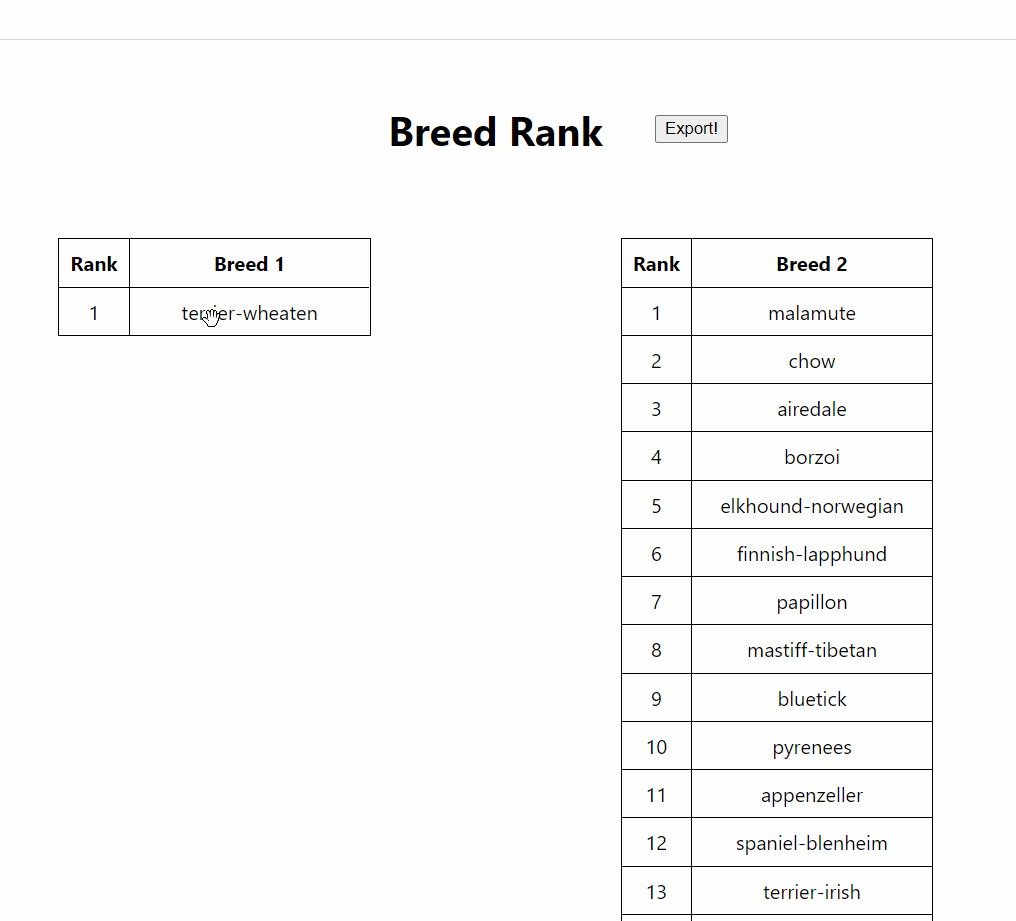 Breed Rank
Export!
Rank Breed 1
1 terrier-wheaten
Rank Breed 2
1 malamute
2 chow
3 airedale
4 borzoi
5 elkhound-norwegian
6 finnish-lapphund
7 papillon
8 mastiff-tibetan
9 bluetick
10 pyrenees
11 appenzeller
12 spaniel-blenheim
13 terrier-irish